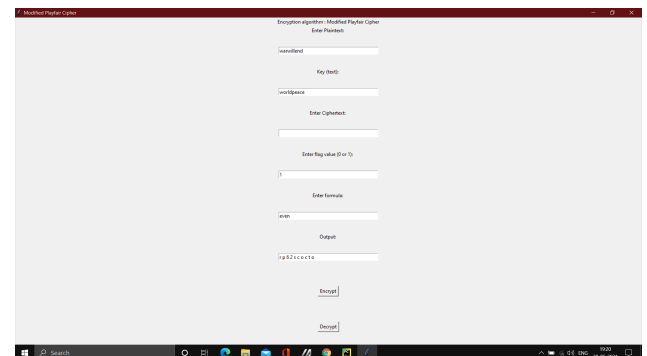 Modified Playfair Cipher
Encryption algorithm : Modified Playfair Cipher
Enter Plaintext:
warwillend
Key (text):
worldpeace
Enter Ciphertext:
Enter flag value (0 or 1):
1
Enter formula:
even
Output:
Encrypt
Decrypt
Search
ENG
19:20